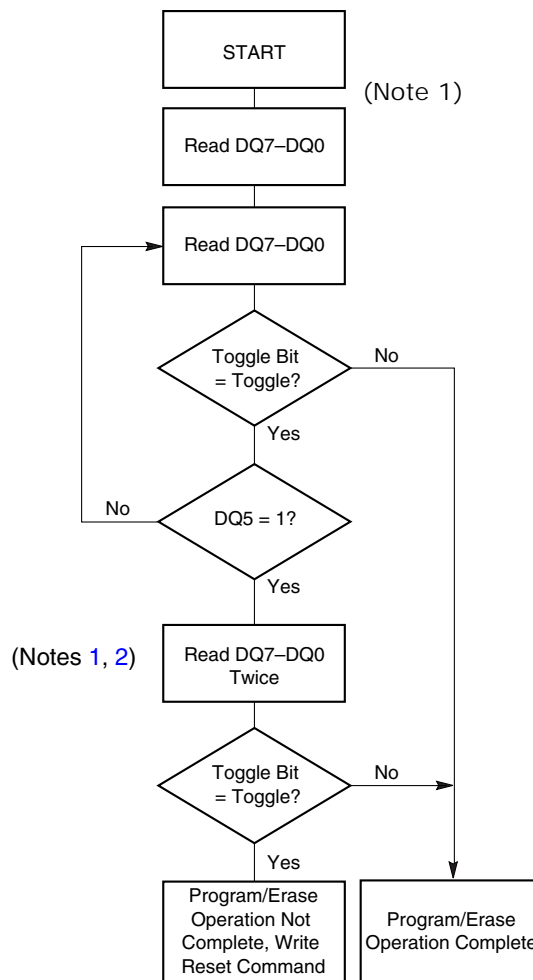 START
(Note 1)
Read DQ7–DQ0
Read DQ7–DQ0
Toggle Bit
= Toggle?
No
Yes
No
DQ5 = 1?
Yes
(Notes 1, 2)
Read DQ7–DQ0
Twice
Toggle Bit
= Toggle?
No
Yes
Program/Erase
Operation Not
Complete, Write
Reset Command
Program/Erase
Operation Complete